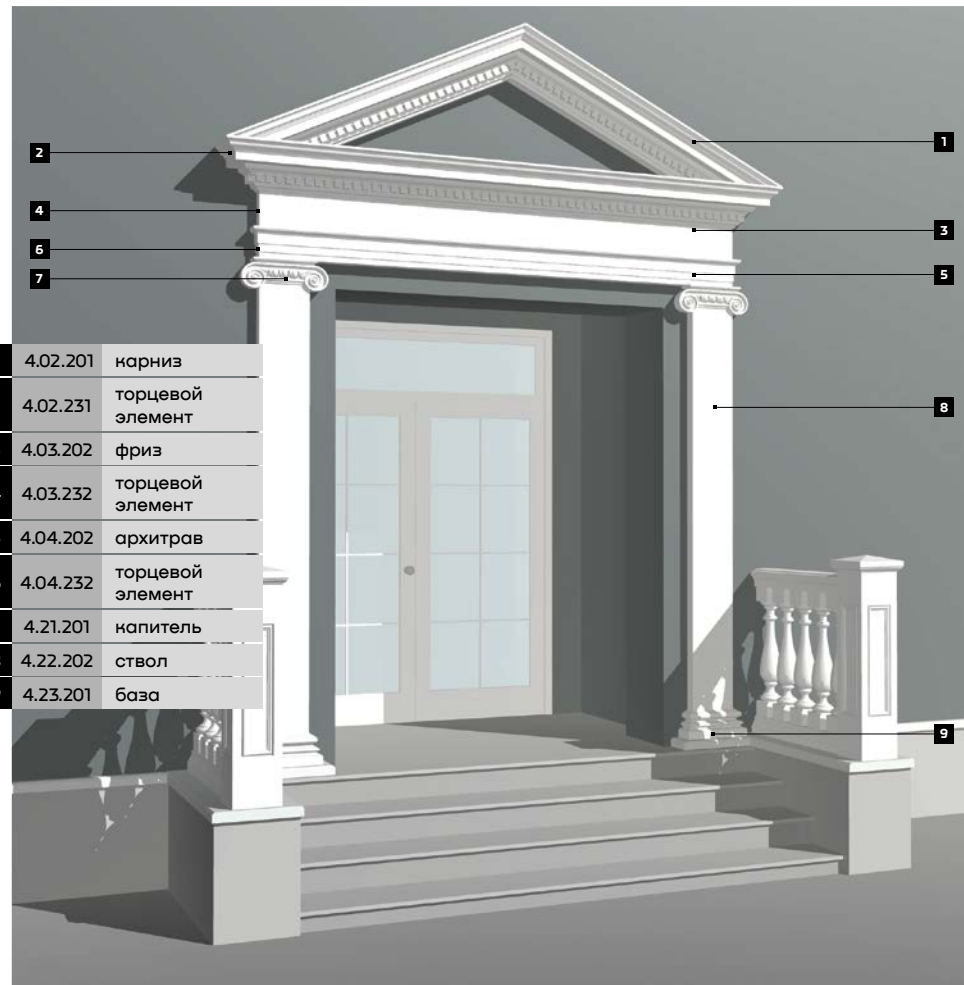 1
2
4
3
6
5
7
4.02.201 карниз
4.02.231 торцевой
элемент
8
4.03.202 фриз
4.03.232 торцевой
элемент
4.04.202 архитрав
4.04.232 торцевой
элемент
4.21.201 капитель
4.22.202 ствол
4.23.201 база
9